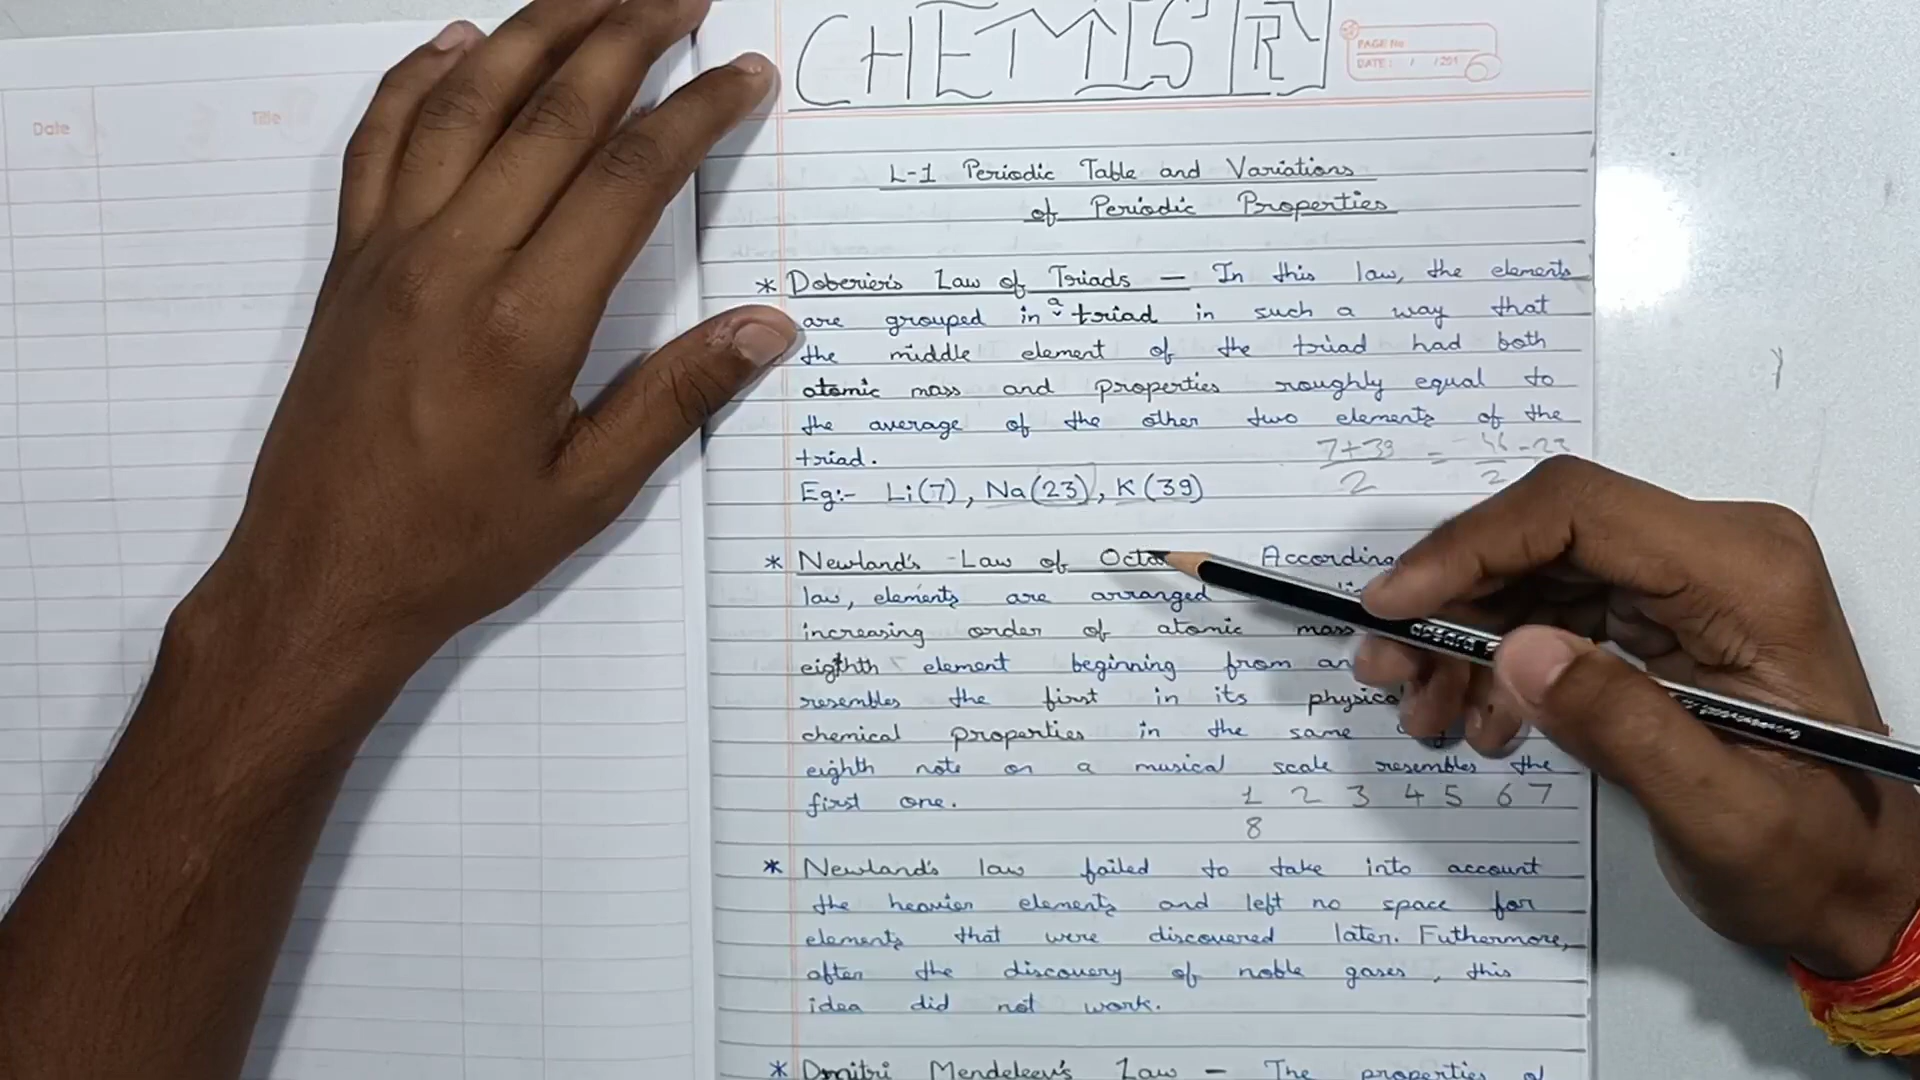 CHEMISTRY
PAGE No
DATE: / /201
Date
Title
L-1 Periodic Table and Variations
of Periodic Properties
* Doberier's Law of Triads — In this law, the elements
are grouped in a triad in such a way that
the middle element of the triad had both
atomic mass and properties roughly equal to
the average of the other two elements of the
triad.
7+39 = 46
2 2
Eg:- Li(7), Na(23), K(39)
* Newland's Law of According
law, elements are arranged
increasing order of atomic mass
eighth element beginning from
resembles the first in its
chemical properties in the same
eighth note on a musical scale resembles the
first one. 1 2 3 4 5 6 7
8
* Newland's law failed to take into account
the heavier elements and left no space for
elements that were discovered later. Futhermore,
after the discovery of noble gases, this
idea did not work.
* Dmitri Mendeleev's Law — The properties of